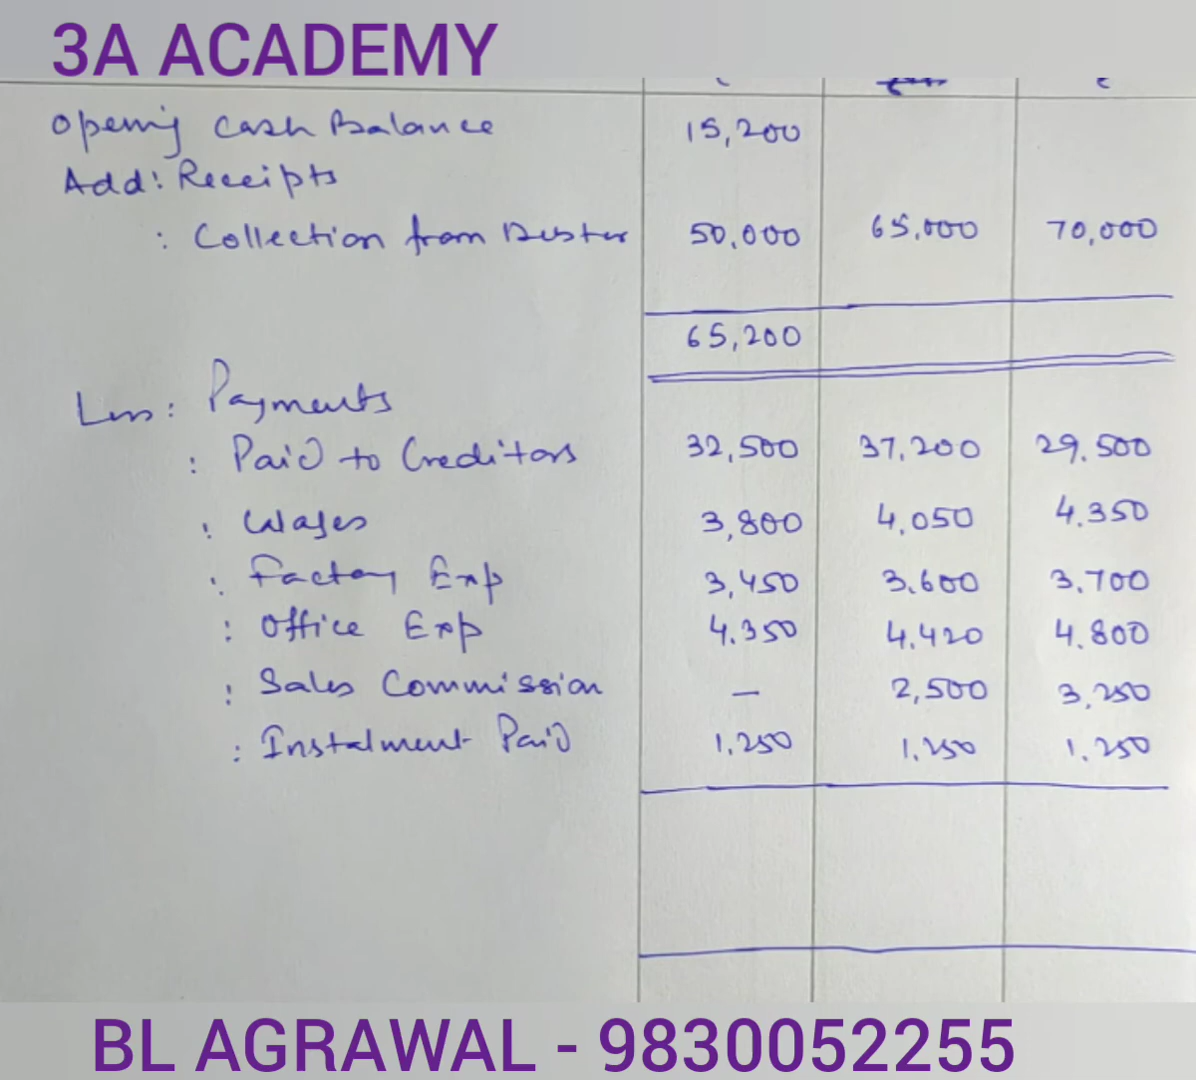 3A ACADEMY
Opening Cash Balance 15,200
Add: Receipts
: Collection from Debtor 50,000 65,000 70,000
65,200
Less: Payments
: Paid to Creditors 32,500 37,200 29,500
: Wages 3,800 4,050 4,350
: Factory Exp 3,450 3,600 3,700
: Office Exp 4,350 4,420 4,800
: Sales Commission — 2,500 3,250
: Instalment Paid 1,250 1,250 1,250
BL AGRAWAL - 9830052255